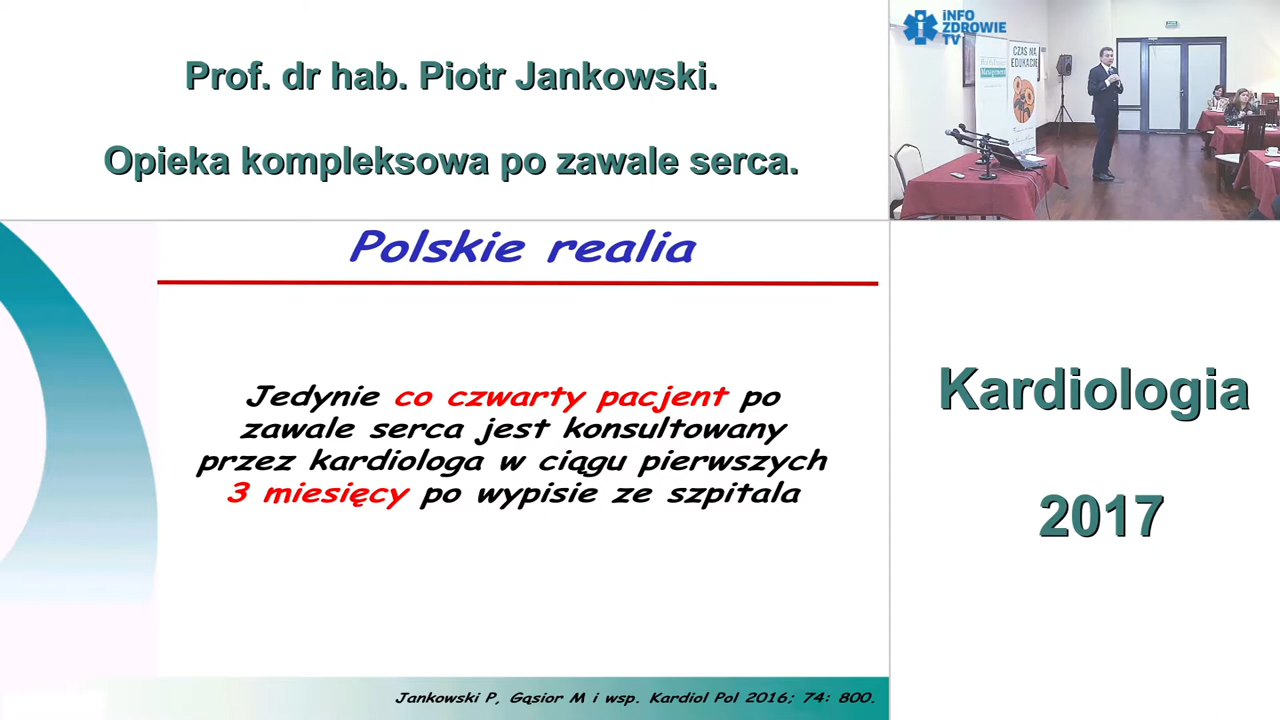 Prof. dr hab. Piotr Jankowski.
Opieka kompleksowa po zawale serca.
iNFO
ZDROWIE
TV
CZAS NA
EDUKACJĘ
Polskie realia
Jedynie co czwarty pacjent po
zawale serca jest konsultowany
przez kardiologa w ciągu pierwszych
3 miesięcy po wypisie ze szpitala
Jankowski P, Gąsior M i wsp. Kardiol Pol 2016; 74: 800.
Kardiologia
2017